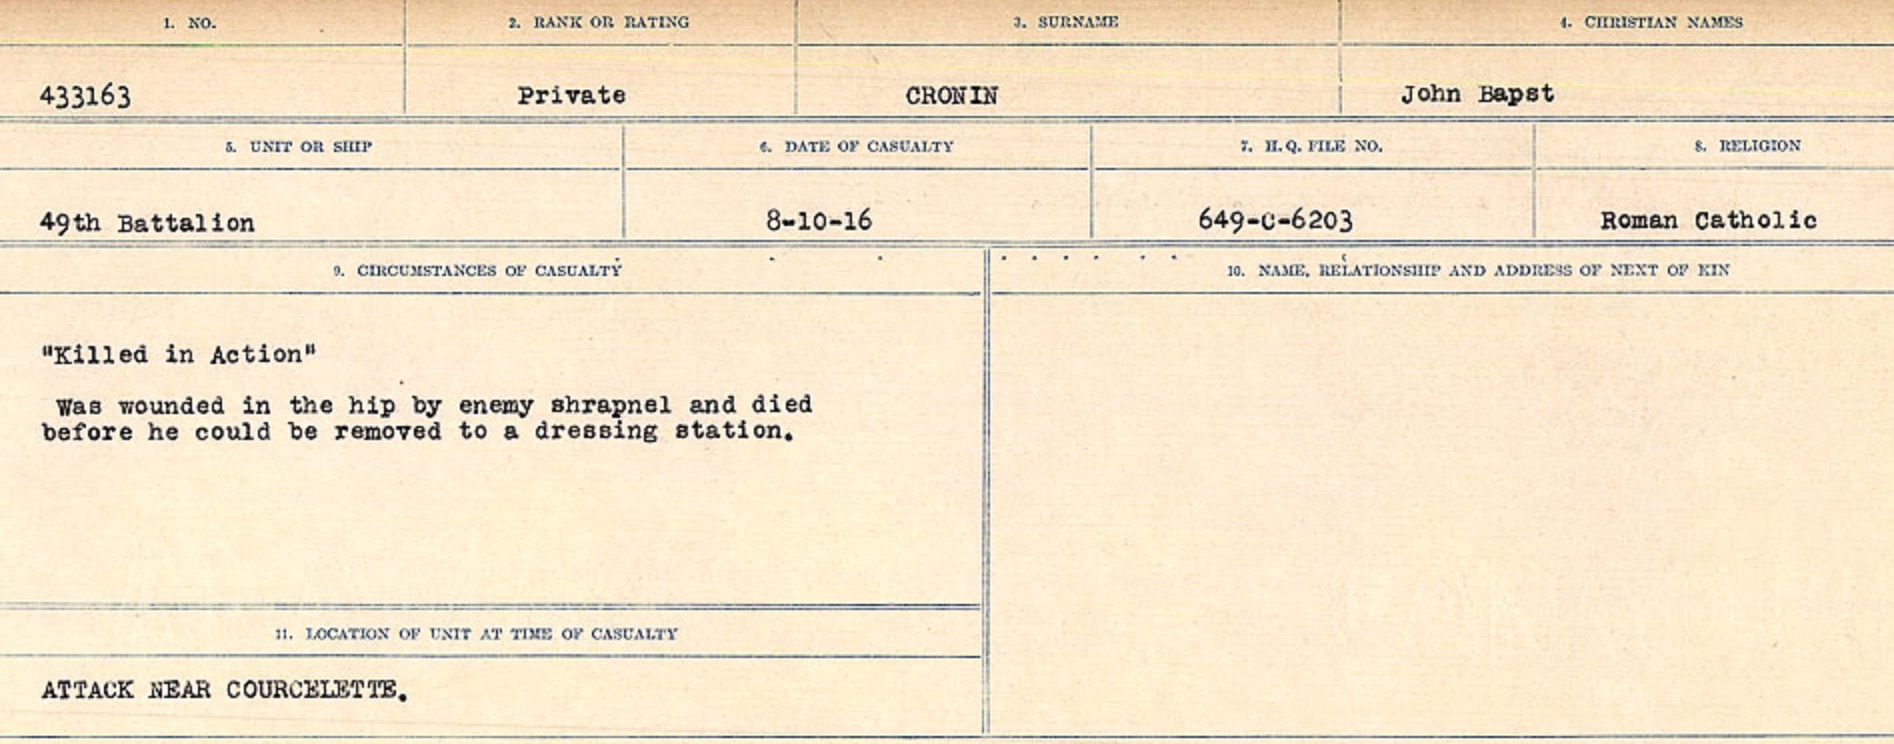 1. NO. 2. RANK OR RATING 3. SURNAME 4. CHRISTIAN NAMES
433163 Private CRONIN John Bapst
5. UNIT OR SHIP 6. DATE OF CASUALTY 7. H.Q. FILE NO. 8. RELIGION
49th Battalion 8-10-16 649-C-6203 Roman Catholic
9. CIRCUMSTANCES OF CASUALTY 10. NAME, RELATIONSHIP AND ADDRESS OF NEXT OF KIN
"Killed in Action"
Was wounded in the hip by enemy shrapnel and died
before he could be removed to a dressing station.
11. LOCATION OF UNIT AT TIME OF CASUALTY
ATTACK NEAR COURCELETTE.